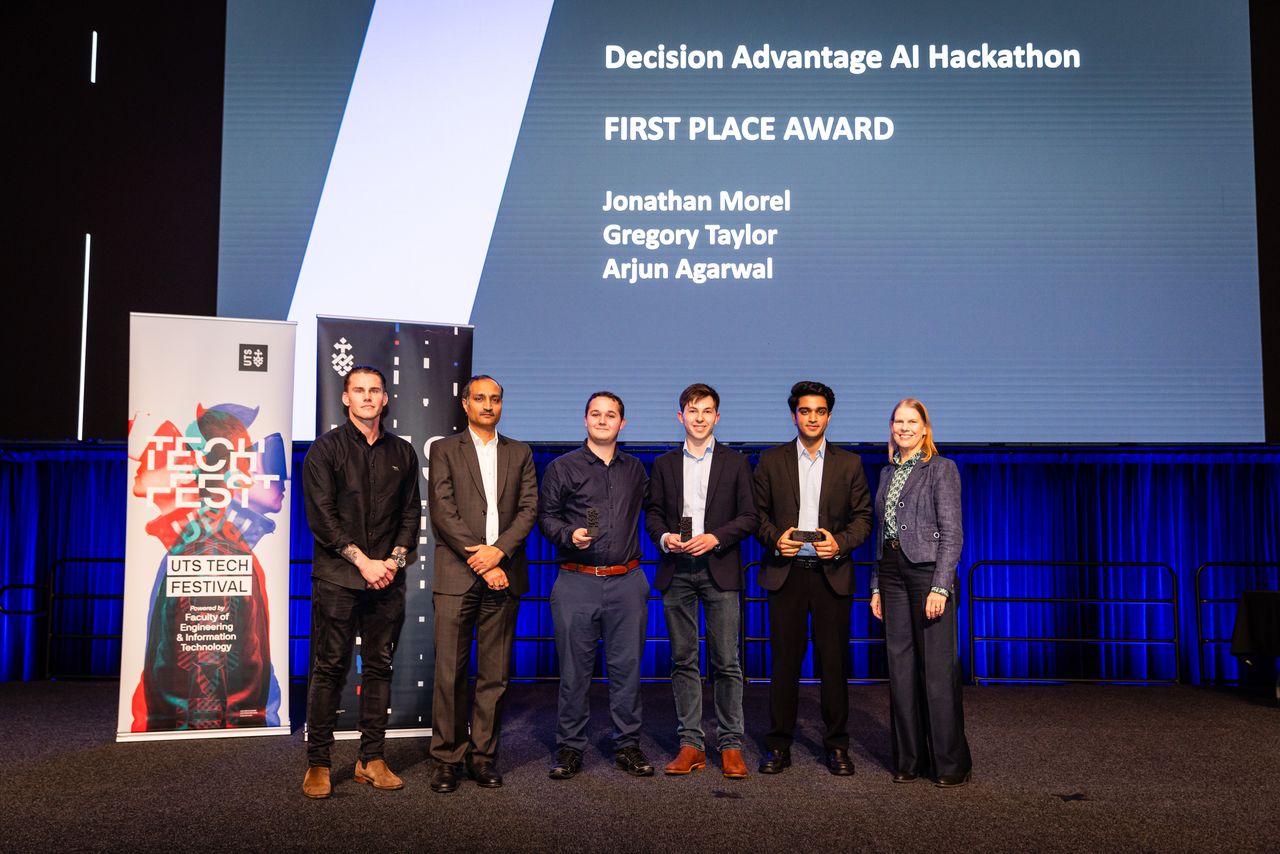 Decision Advantage AI Hackathon
FIRST PLACE AWARD
Jonathan Morel
Gregory Taylor
Arjun Agarwal
UTS
TECH
FEST
UTS TECH
FESTIVAL
Powered by
Faculty of
Engineering
& Information
Technology